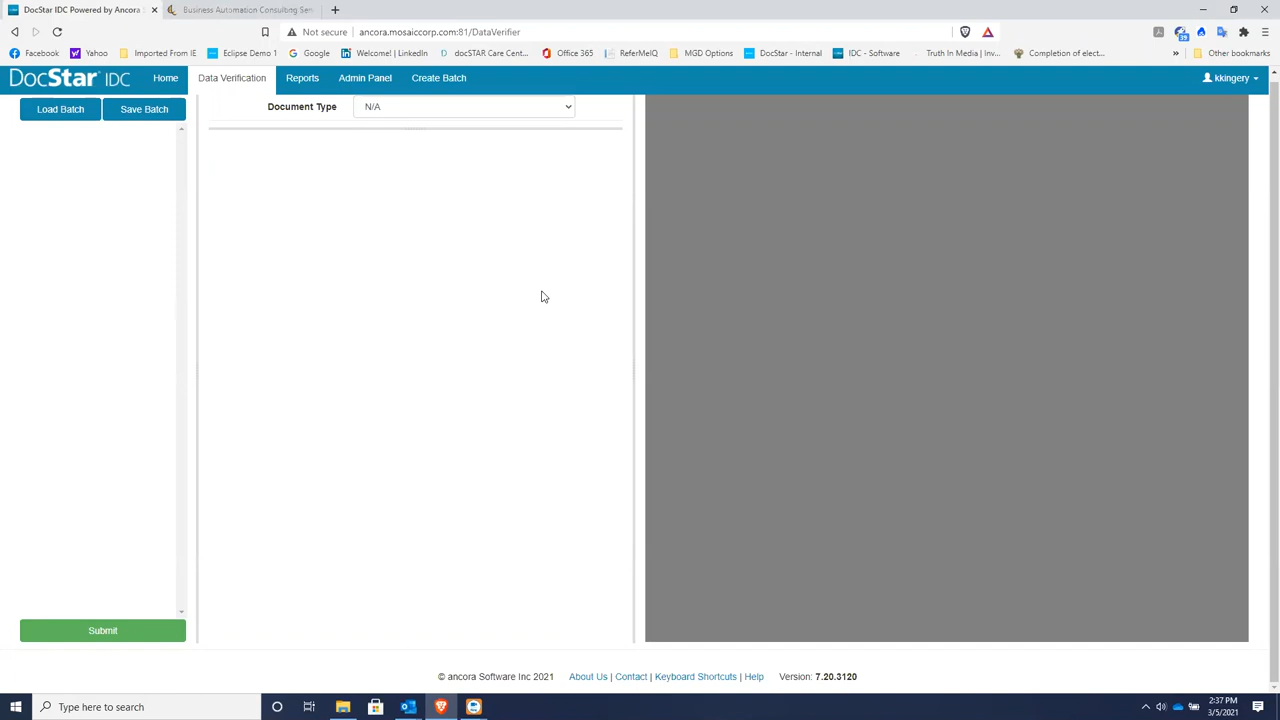 DocStar IDC Powered by Ancora
Business Automation Consulting Ser
Not secure
ancora.mosaiccorp.com:81/DataVerifier
Facebook
Yahoo
Imported From IE
Eclipse Demo 1
Google
Welcome! | LinkedIn
docSTAR Care Cent...
Office 365
ReferMeIQ
MGD Options
DocStar - Internal
IDC - Software
Truth In Media | Inv...
Completion of elect...
»
Other bookmarks
DocStar IDC
Home
Data Verification
Reports
Admin Panel
Create Batch
kkingery
Load Batch
Save Batch
Document Type
N/A
Submit
© ancora Software Inc 2021
About Us | Contact | Keyboard Shortcuts | Help
Version: 7.20.3120
Type here to search
2:37 PM
3/5/2021